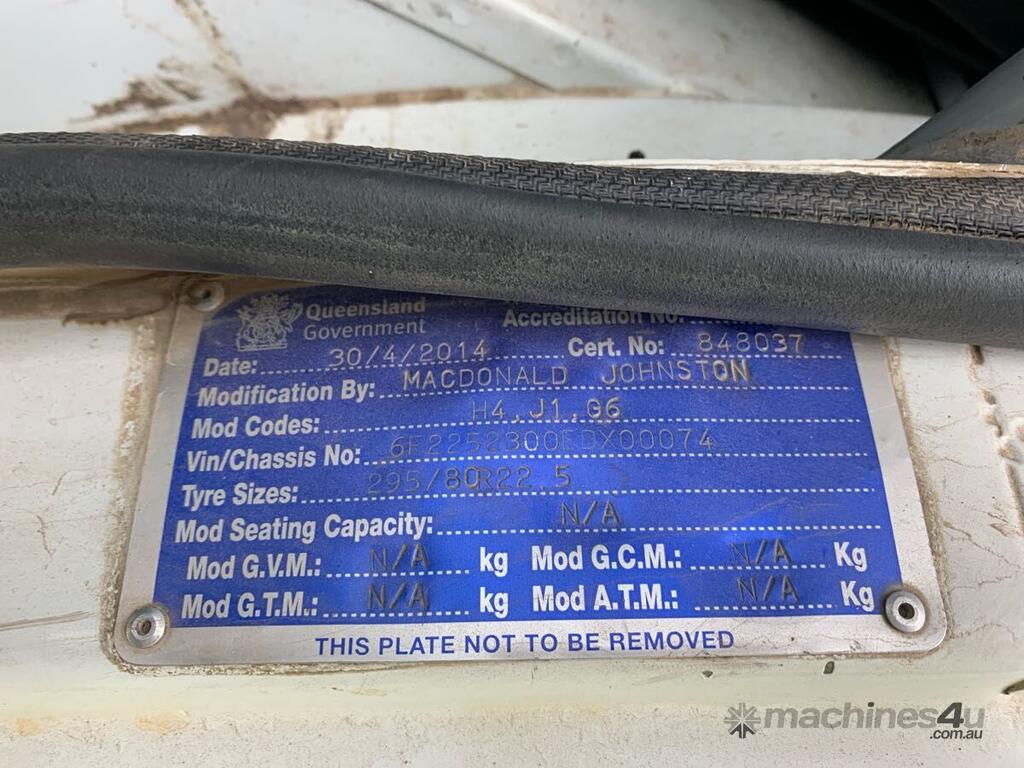 Queensland
Government
Accreditation No.
Date: 30/4/2014 Cert. No: 848037
Modification By: MACDONALD JOHNSTON
Mod Codes: H4.J1.G6
Vin/Chassis No:
Tyre Sizes: 295/80R22.5
Mod Seating Capacity: N/A
Mod G.V.M.: N/A kg Mod G.C.M.: N/A Kg
Mod G.T.M.: N/A kg Mod A.T.M.: N/A Kg
THIS PLATE NOT TO BE REMOVED
machines4u
.com.au